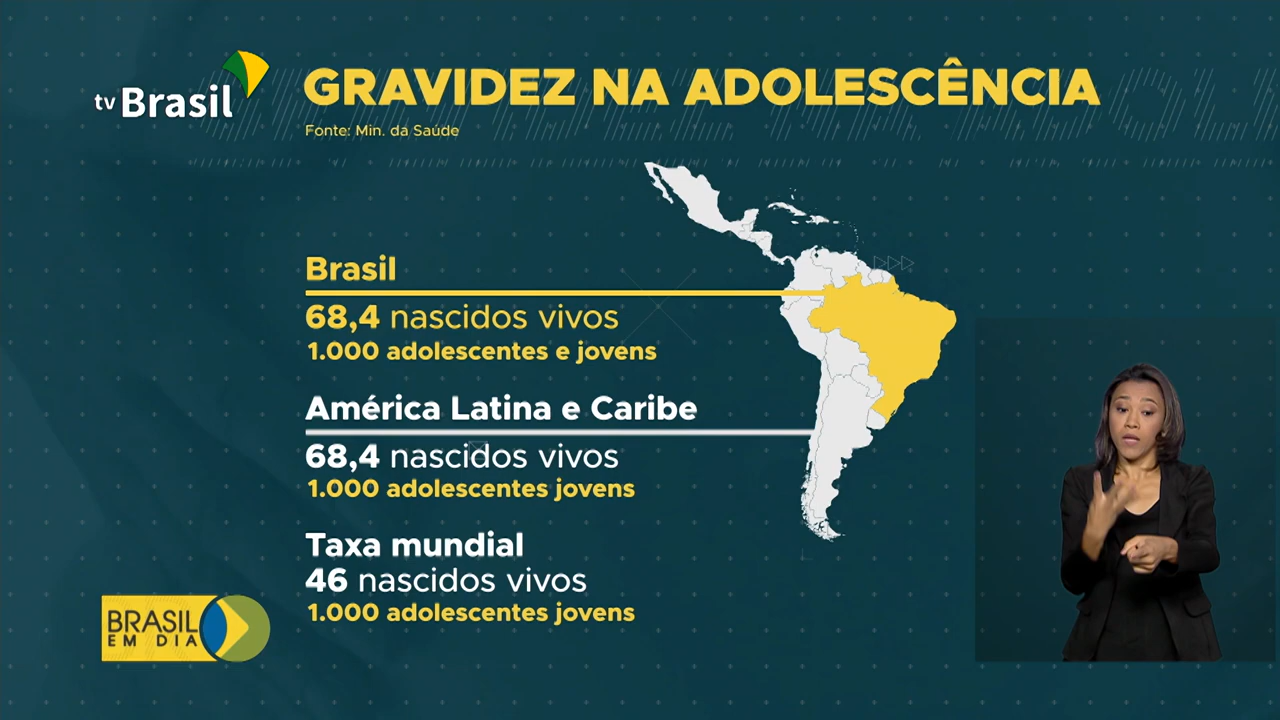 tv Brasil
GRAVIDEZ NA ADOLESCÊNCIA
Fonte: Min. da Saúde
Brasil
68,4 nascidos vivos
1.000 adolescentes e jovens
América Latina e Caribe
68,4 nascidos vivos
1.000 adolescentes jovens
Taxa mundial
46 nascidos vivos
1.000 adolescentes jovens
BRASIL
EM DIA